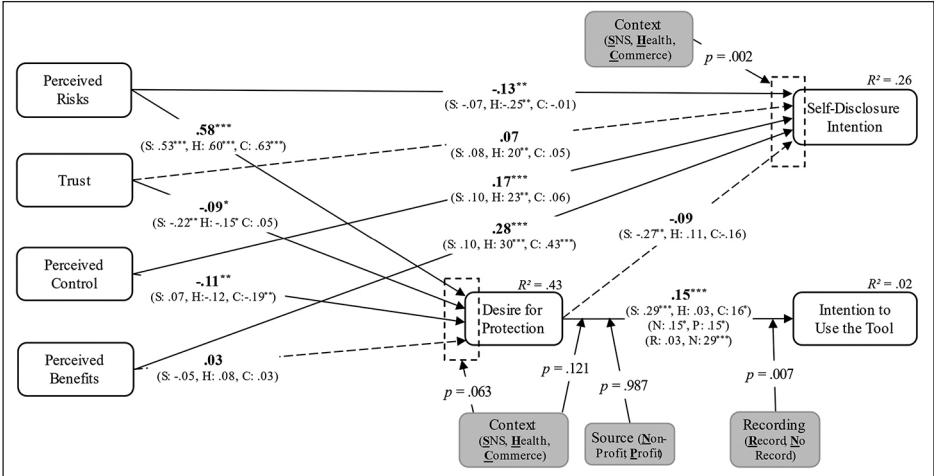 Context
(SNS, Health,
Commerce)
p = .002
R² = .26
Perceived
Risks
-.13**
(S: -.07, H:-.25**, C: -.01)
Self-Disclosure
Intention
.58***
(S: .53***, H: .60***, C: .63***)
.07
(S: .08, H: 20**, C: .05)
Trust
.17***
(S: .10, H: 23**, C: .06)
-.09*
(S: -.22** H: -.15* C: .05)
-.09
(S: -.27**, H: .11, C:-.16)
.28***
(S: .10, H: 30***, C: .43***)
Perceived
Control
-.11**
(S: .07, H:-.12, C:-.19**)
R² = .43
Desire for
Protection
.15***
(S: .29***, H: .03, C: 16*)
(N: .15*, P: .15*)
(R: .03, N: 29***)
R² = .02
Intention to
Use the Tool
Perceived
Benefits
.03
(S: -.05, H: .08, C: .03)
p = .063
p = .121
p = .987
p = .007
Context
(SNS, Health,
Commerce)
Source (Non-
Profit, Profit)
Recording
(Record, No
Record)